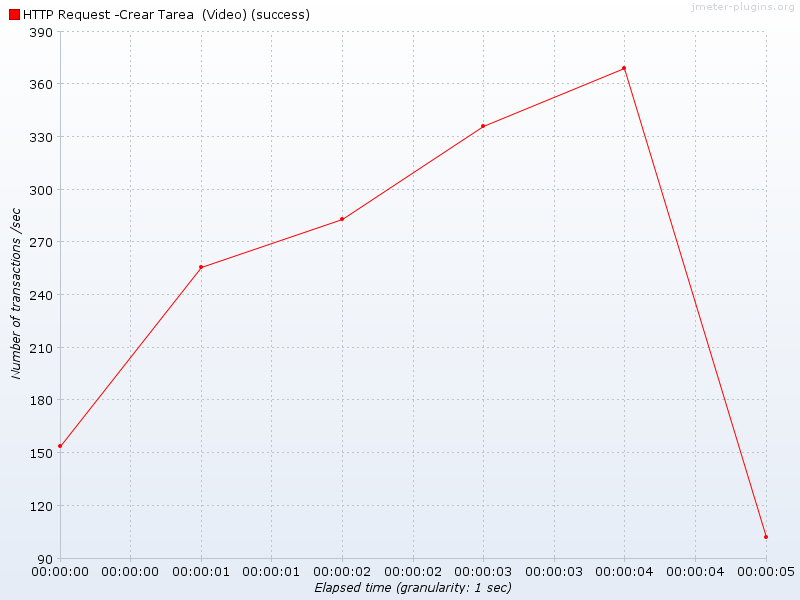 jmeter-plugins.org
HTTP Request -Crear Tarea  (Video) (success)
390
360
330
300
270
240
210
180
150
120
90
Number of transactions /sec
00:00:00 00:00:00 00:00:01 00:00:01 00:00:02 00:00:02 00:00:03 00:00:03 00:00:04 00:00:04 00:00:05
Elapsed time (granularity: 1 sec)